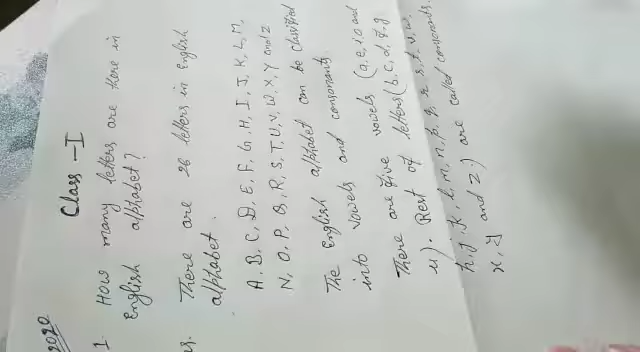 2020
Class - I
1. How many letters are there in
English alphabet?
There are 26 letters in English
alphabet.
A, B, C, D, E, F, G, H, I, J, K, L, M,
N, O, P, Q, R, S, T, U, V, W, X, Y and Z.
The English alphabet can be classified
into vowels and consonants.
There are five vowels (a, e, i, o and
u). Rest of letters (b, c, d, f, g
h, j, k, l, m, n, p, q, r, s, t, v, w,
x, y and z) are called consonants.